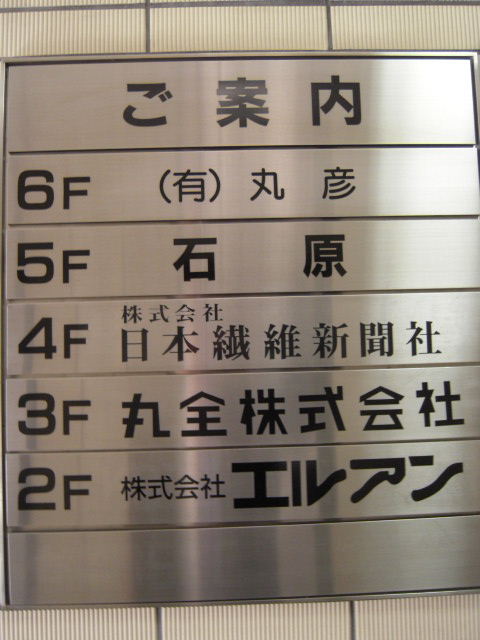 ご案内
6F (有) 丸彦
5F 石原
4F 株式会社
日本繊維新聞社
3F 丸全株式会社
2F 株式会社 エルアン